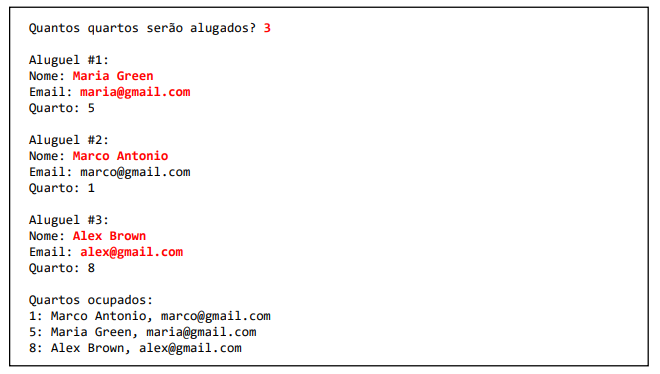 Quantos quartos serão alugados? 3
Aluguel #1:
Nome: Maria Green
Email: maria@gmail.com
Quarto: 5
Aluguel #2:
Nome: Marco Antonio
Email: marco@gmail.com
Quarto: 1
Aluguel #3:
Nome: Alex Brown
Email: alex@gmail.com
Quarto: 8
Quartos ocupados:
1: Marco Antonio, marco@gmail.com
5: Maria Green, maria@gmail.com
8: Alex Brown, alex@gmail.com